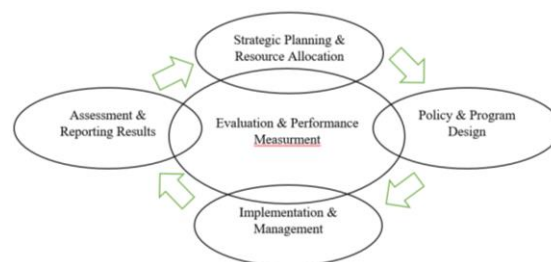 Strategic Planning &
Resource Allocation
Assessment &
Reporting Results
Evaluation & Performance
Measurment
Policy & Program
Design
Implementation &
Management